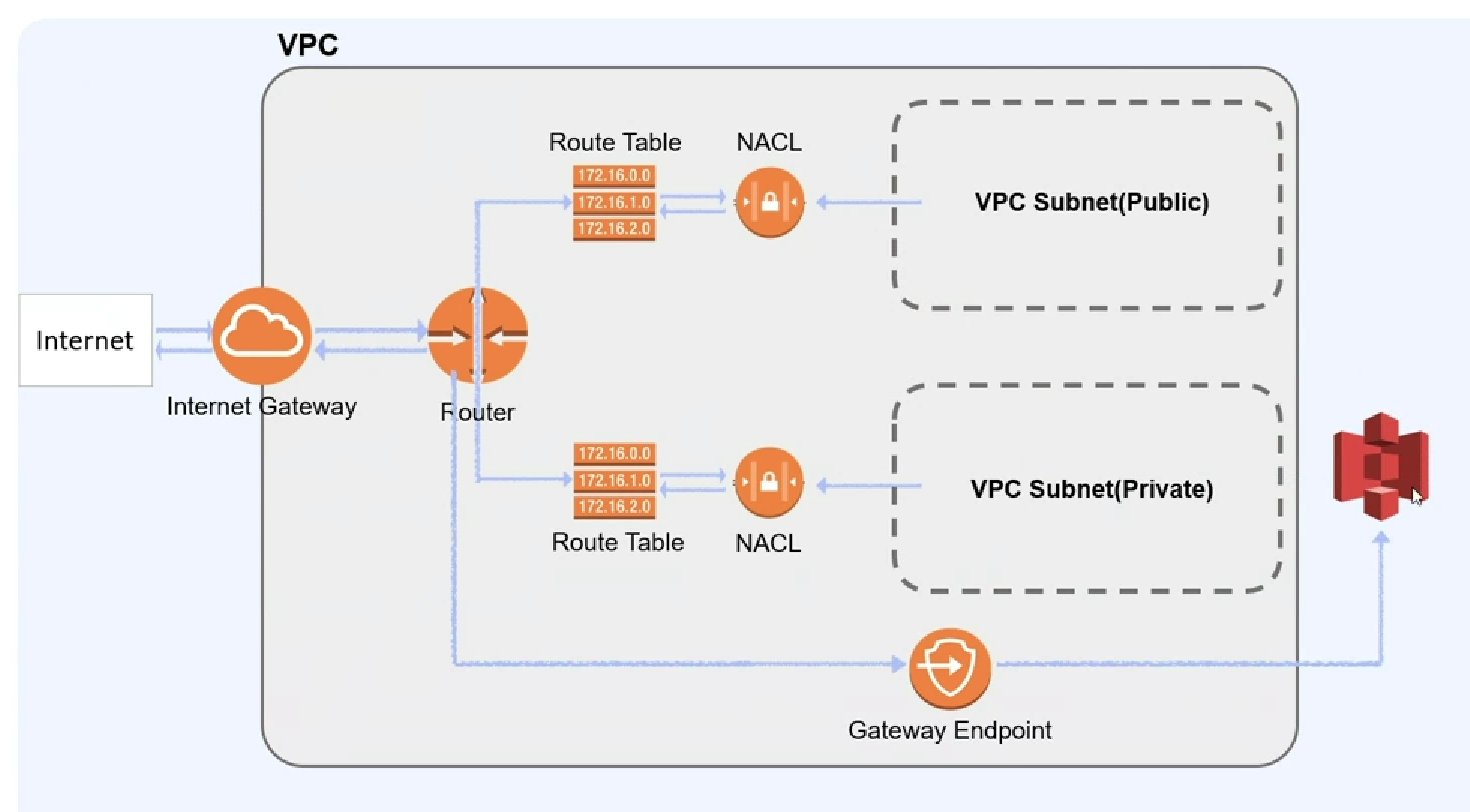 VPC
Route Table
NACL
172.16.0.0
172.16.1.0
172.16.2.0
VPC Subnet(Public)
Internet
Internet Gateway
Router
172.16.0.0
172.16.1.0
172.16.2.0
Route Table
NACL
VPC Subnet(Private)
Gateway Endpoint